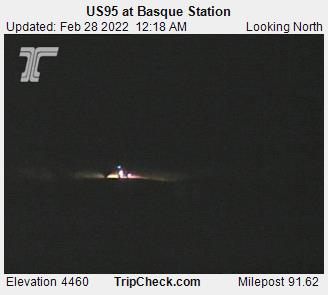 US95 at Basque Station
Updated: Feb 28 2022 12:18 AM Looking North
Elevation 4460 TripCheck.com Milepost 91.62